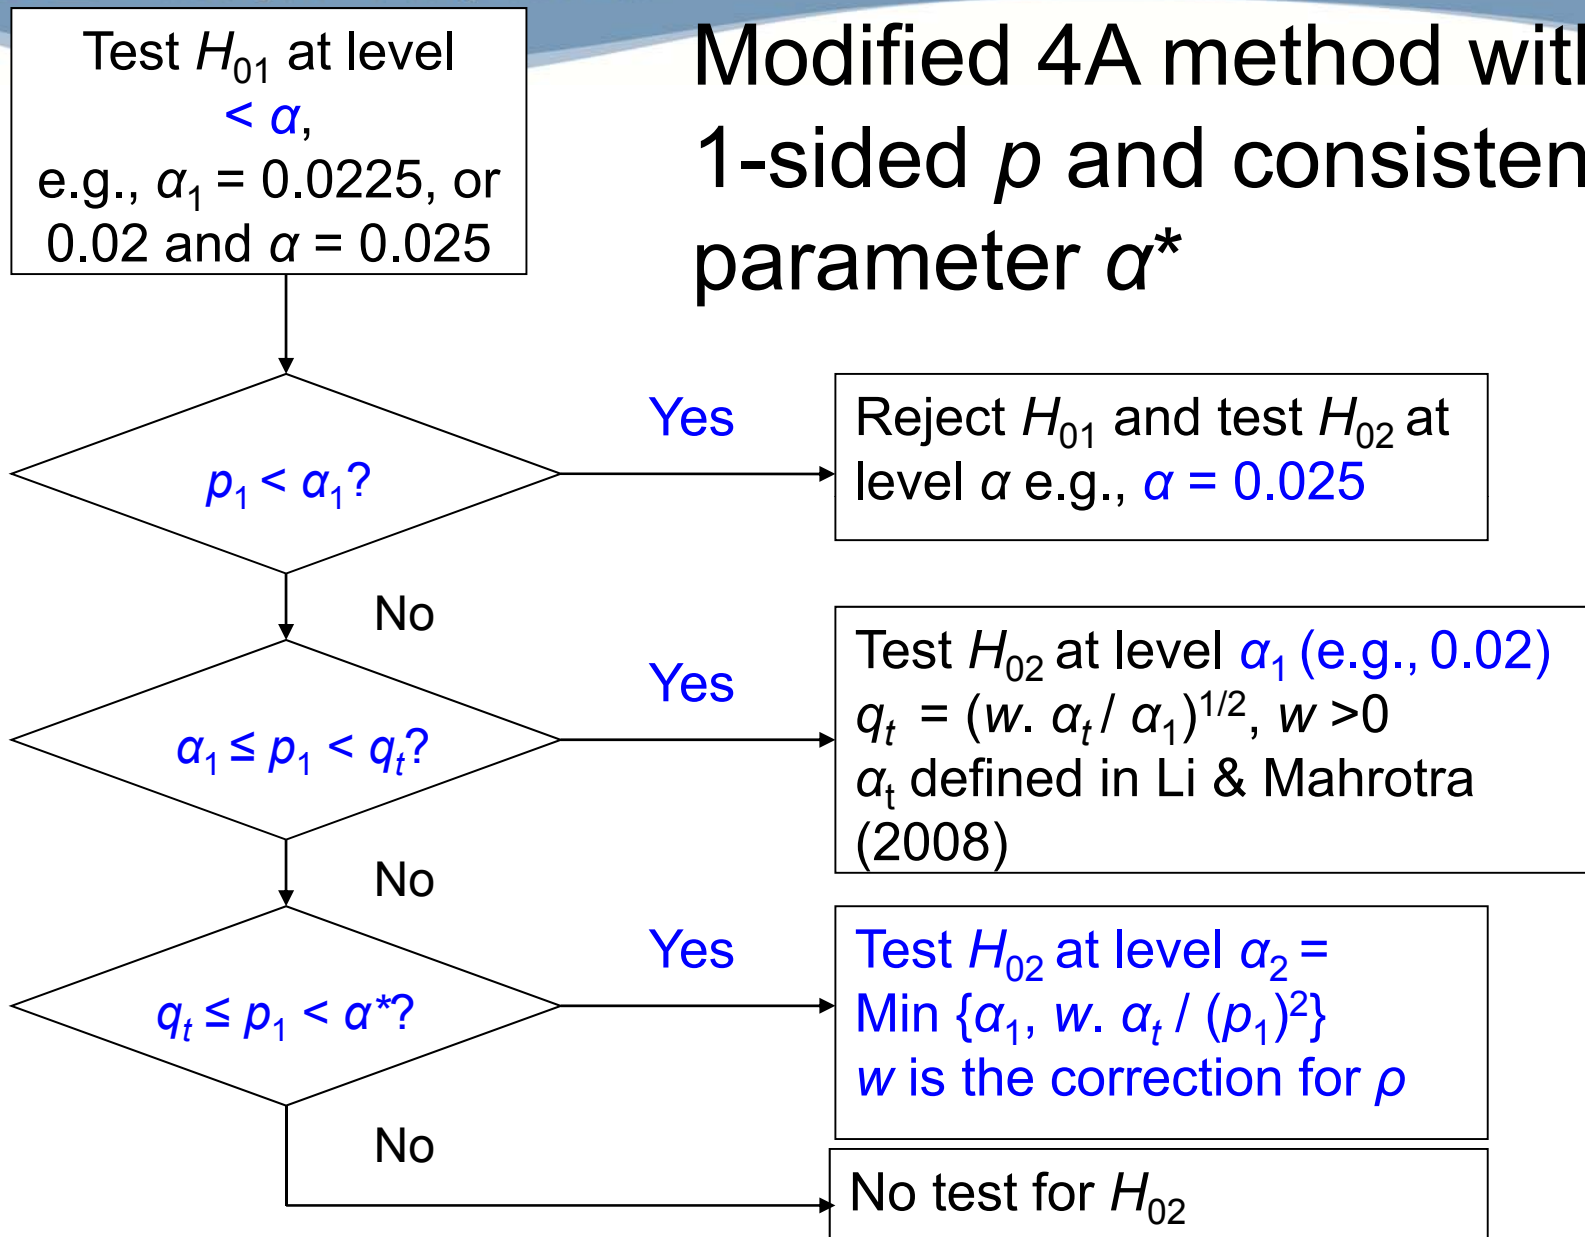 Modified 4A method with
1-sided p and consisten
parameter α*
Test H₀₁ at level
< α,
e.g., α₁ = 0.0225, or
0.02 and α = 0.025
p₁ < α₁?
Yes
Reject H₀₁ and test H₀₂ at
level α e.g., α = 0.025
No
α₁ ≤ p₁ < qₜ?
Yes
Test H₀₂ at level α₁ (e.g., 0.02)
qₜ = (w. αₜ / α₁)^1/2, w >0
αₜ defined in Li & Mahrotra
(2008)
No
qₜ ≤ p₁ < α*?
Yes
Test H₀₂ at level α₂ =
Min {α₁, w. αₜ / (p₁)²}
w is the correction for ρ
No
No test for H₀₂